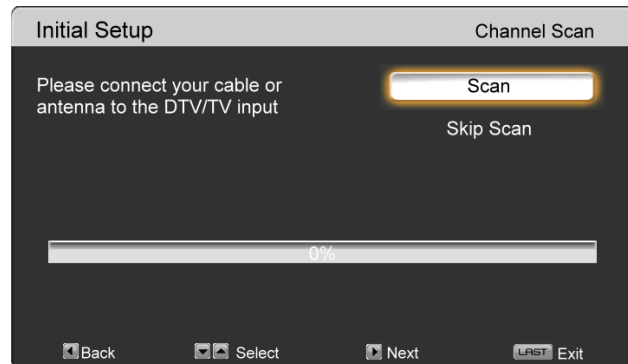 Initial Setup
Channel Scan
Please connect your cable or
antenna to the DTV/TV input
Scan
Skip Scan
0%
Back
Select
Next
LAST Exit